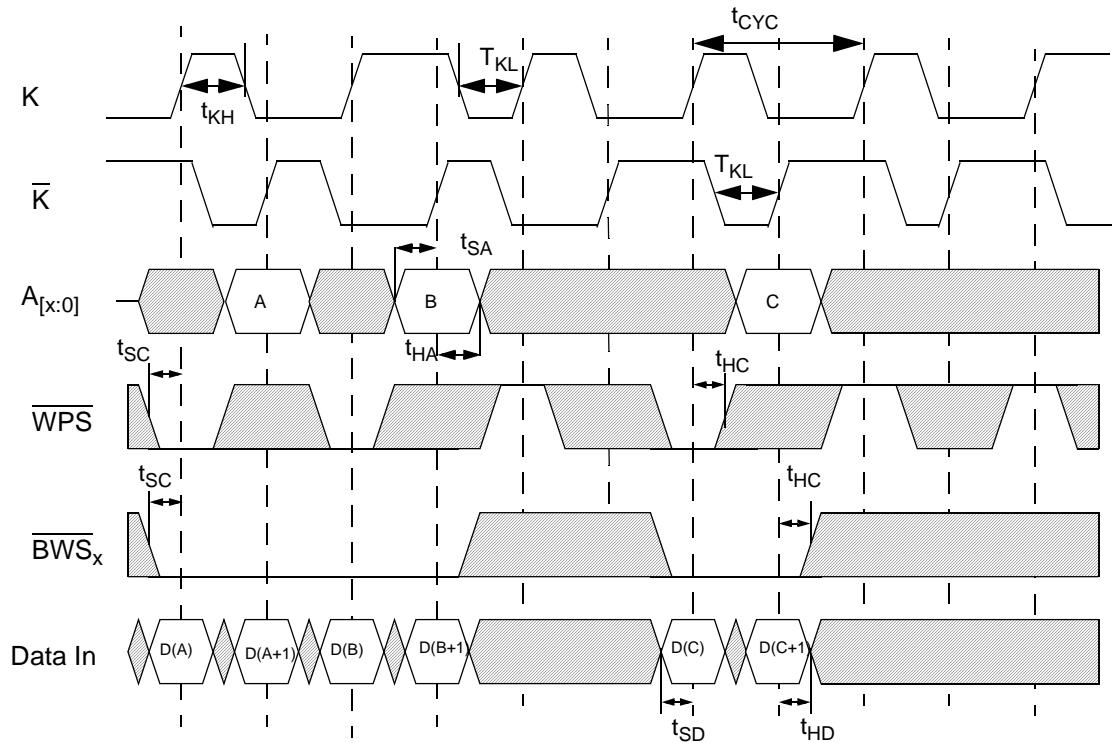 tCYC
K
TKL
tKH
K
TKL
tSA
A[x:0]
A
B
C
tHA
tSC
tHC
WPS
tSC
tHC
BWSx
Data In
D(A)
D(A+1)
D(B)
D(B+1)
D(C)
D(C+1)
tSD
tHD